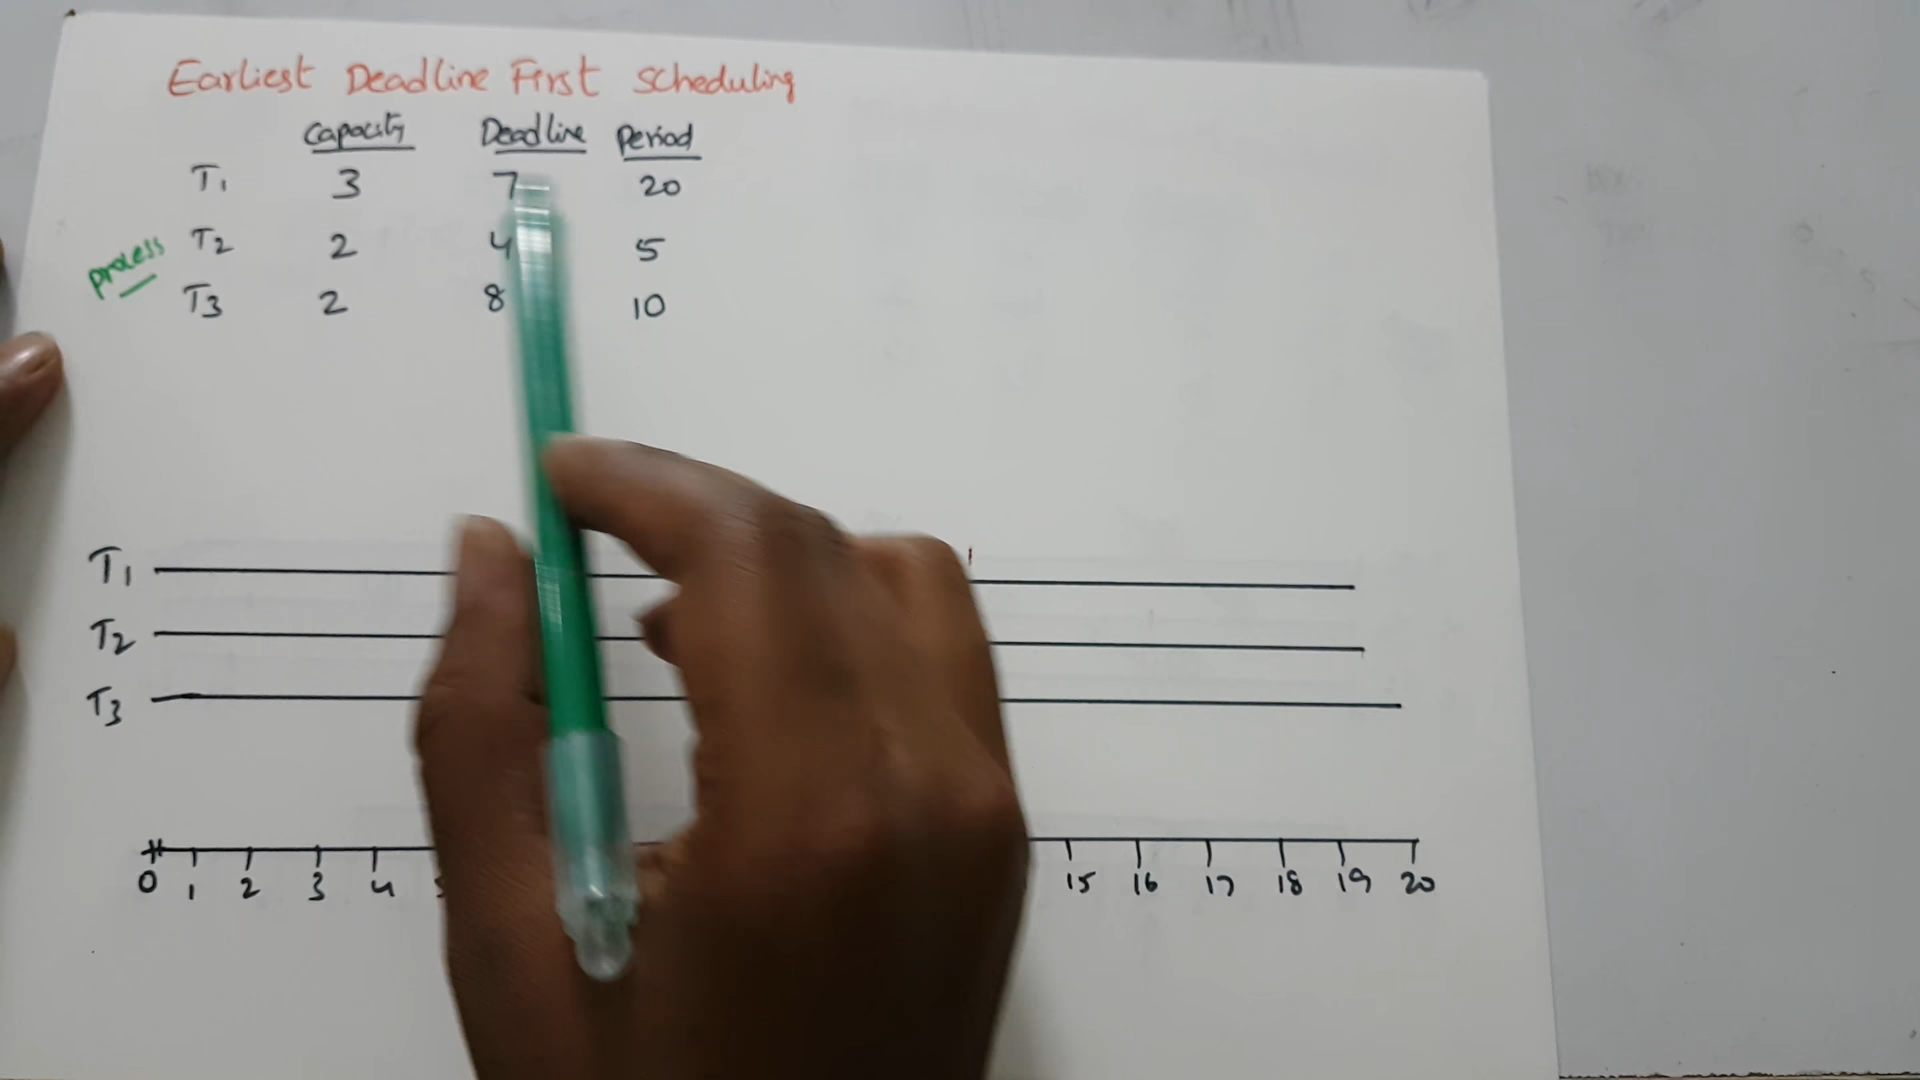 Earliest Deadline First Scheduling
Capacity Deadline Period
T1 3 7 20
T2 2 4 5
process
T3 2 8 10
T1
T2
T3
0 1 2 3 4 15 16 17 18 19 20